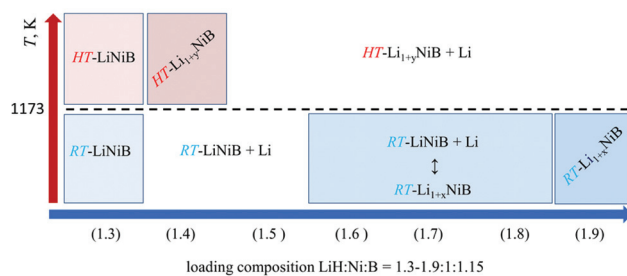 T, K
HT-LiNiB
HT-Li₁₊yNiB
HT-Li₁₊yNiB + Li
1173
RT-LiNiB
RT-LiNiB + Li
RT-LiNiB + Li
↕
RT-Li₁₊ₓNiB
RT-Li₁₊ₓNiB
(1.3) (1.4) (1.5 ) (1.6) (1.7) (1.8) (1.9)
loading composition LiH:Ni:B = 1.3-1.9:1:1.15